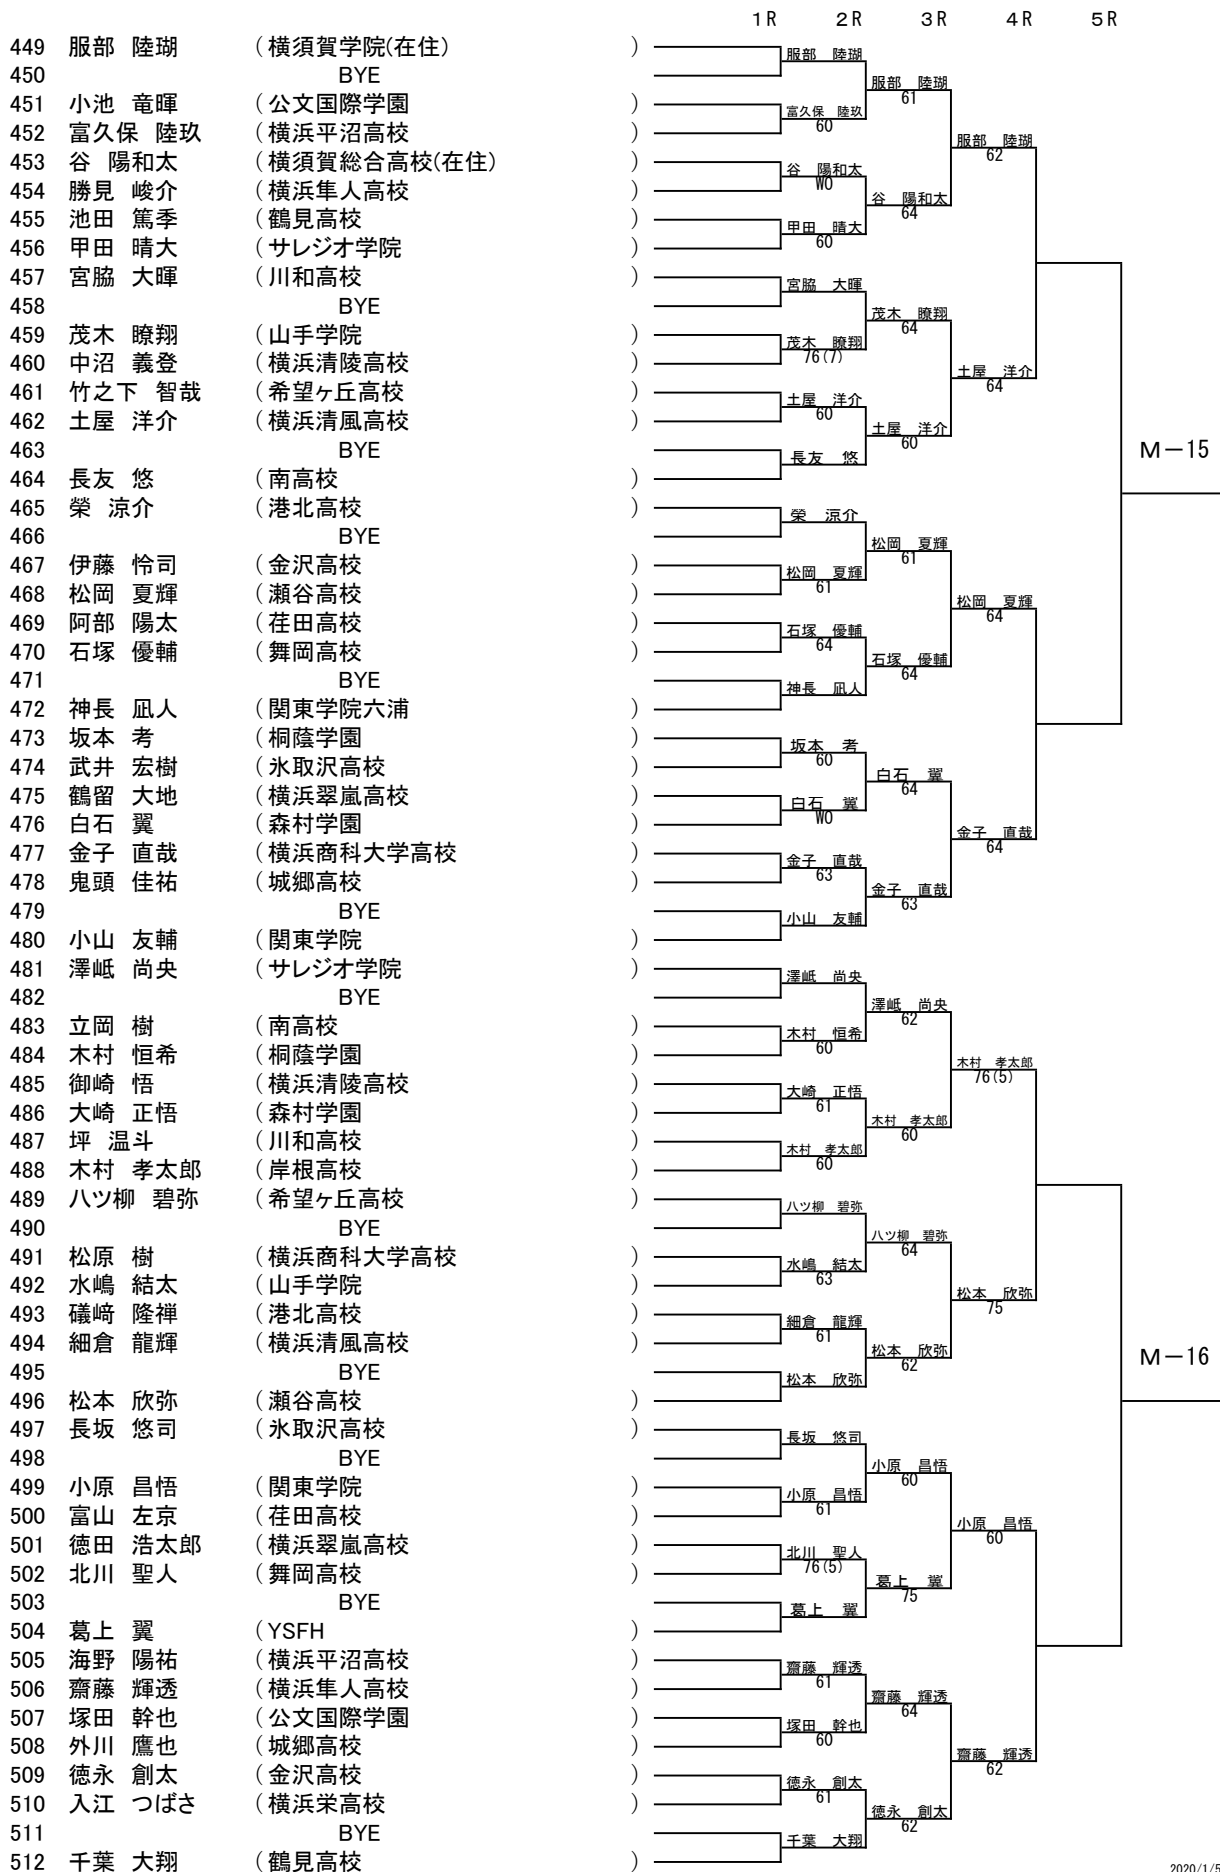 1R 2R 3R 4R 5R
449 服部 陸瑚 (横須賀学院(在住) )
450 BYE
451 小池 竜暉 (公文国際学園 )
452 富久保 陸玖 (横浜平沼高校 )
453 谷 陽和太 (横須賀総合高校(在住) )
454 勝見 峻介 (横浜隼人高校 )
455 池田 篤季 (鶴見高校 )
456 甲田 晴大 (サレジオ学院 )
457 宮脇 大暉 (川和高校 )
458 BYE
459 茂木 瞭翔 (山手学院 )
460 中沼 義登 (横浜清陵高校 )
461 竹之下 智哉 (希望ヶ丘高校 )
462 土屋 洋介 (横浜清風高校 )
463 BYE
464 長友 悠 (南高校 )
465 榮 涼介 (港北高校 )
466 BYE
467 伊藤 怜司 (金沢高校 )
468 松岡 夏輝 (瀬谷高校 )
469 阿部 陽太 (荏田高校 )
470 石塚 優輔 (舞岡高校 )
471 BYE
472 神長 凪人 (関東学院六浦 )
473 坂本 考 (桐蔭学園 )
474 武井 宏樹 (氷取沢高校 )
475 鶴留 大地 (横浜翠嵐高校 )
476 白石 翼 (森村学園 )
477 金子 直哉 (横浜商科大学高校 )
478 鬼頭 佳祐 (城郷高校 )
479 BYE
480 小山 友輔 (関東学院 )
481 澤岻 尚央 (サレジオ学院 )
482 BYE
483 立岡 樹 (南高校 )
484 木村 恒希 (桐蔭学園 )
485 御崎 悟 (横浜清陵高校 )
486 大崎 正悟 (森村学園 )
487 坪 温斗 (川和高校 )
488 木村 孝太郎 (岸根高校 )
489 八ツ柳 碧弥 (希望ヶ丘高校 )
490 BYE
491 松原 樹 (横浜商科大学高校 )
492 水嶋 結太 (山手学院 )
493 礒﨑 隆禅 (港北高校 )
494 細倉 龍輝 (横浜清風高校 )
495 BYE
496 松本 欣弥 (瀬谷高校 )
497 長坂 悠司 (氷取沢高校 )
498 BYE
499 小原 昌悟 (関東学院 )
500 富山 左京 (荏田高校 )
501 徳田 浩太郎 (横浜翠嵐高校 )
502 北川 聖人 (舞岡高校 )
503 BYE
504 葛上 翼 (YSFH )
505 海野 陽祐 (横浜平沼高校 )
506 齋藤 輝透 (横浜隼人高校 )
507 塚田 幹也 (公文国際学園 )
508 外川 鷹也 (城郷高校 )
509 徳永 創太 (金沢高校 )
510 入江 つばさ (横浜栄高校 )
511 BYE
512 千葉 大翔 (鶴見高校 )
服部 陸瑚
富久保 陸玖
60
谷 陽和太
WO
甲田 晴大
60
宮脇 大暉
茂木 瞭翔
76(7)
土屋 洋介
60
長友 悠
榮 涼介
松岡 夏輝
61
石塚 優輔
64
神長 凪人
坂本 考
60
白石 翼
WO
金子 直哉
63
小山 友輔
澤岻 尚央
木村 恒希
60
大崎 正悟
61
木村 孝太郎
60
八ツ柳 碧弥
水嶋 結太
63
細倉 龍輝
61
松本 欣弥
長坂 悠司
小原 昌悟
61
北川 聖人
76(5)
葛上 翼
齋藤 輝透
61
塚田 幹也
60
徳永 創太
61
千葉 大翔
服部 陸瑚
61
谷 陽和太
64
茂木 瞭翔
64
土屋 洋介
60
松岡 夏輝
61
石塚 優輔
64
白石 翼
64
金子 直哉
63
澤岻 尚央
62
木村 孝太郎
60
八ツ柳 碧弥
64
松本 欣弥
62
小原 昌悟
60
葛上 翼
75
齋藤 輝透
64
徳永 創太
62
服部 陸瑚
62
土屋 洋介
64
松岡 夏輝
64
金子 直哉
64
木村 孝太郎
76(5)
松本 欣弥
75
小原 昌悟
60
齋藤 輝透
62
M-15
M-16
2020/1/5